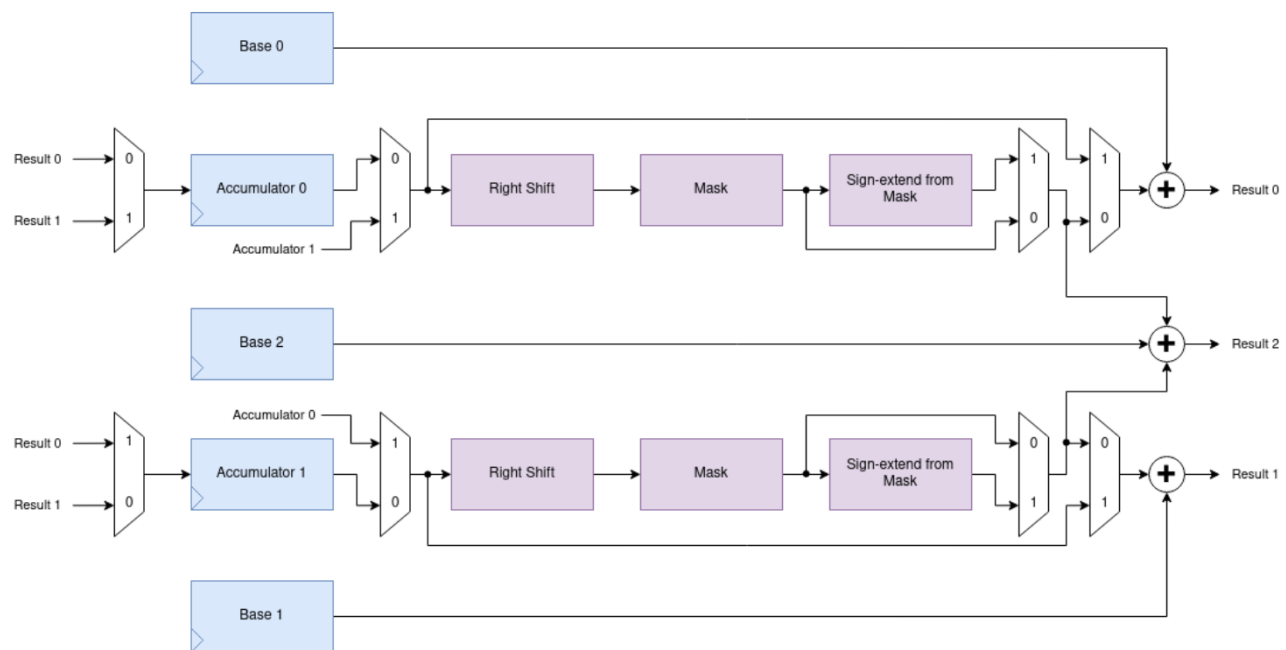 Base 0
Result 0
0
Accumulator 0
0
Right Shift
Mask
Sign-extend from
Mask
1
1
+
Result 0
Result 1
1
1
0
0
Accumulator 1
Base 2
+
Result 2
Accumulator 0
Result 0
1
1
0
0
Accumulator 1
Right Shift
Mask
Sign-extend from
Mask
+
Result 1
Result 1
0
0
1
1
Base 1